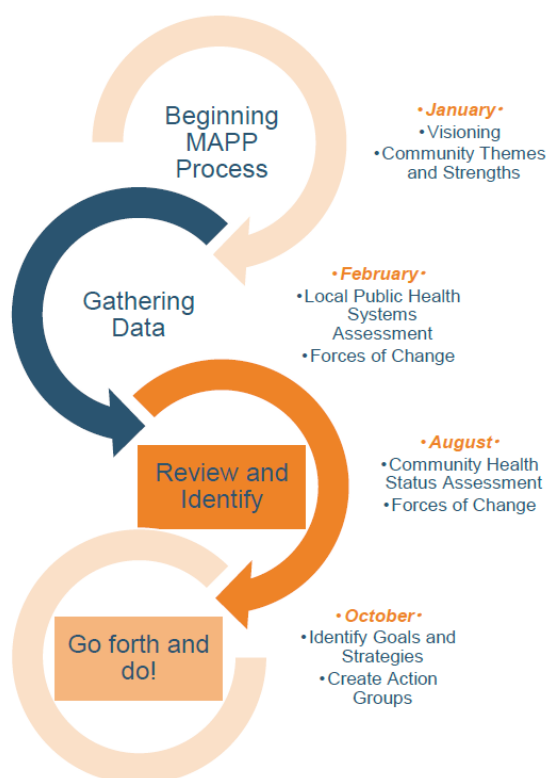 Beginning
MAPP
Process
•January•
•Visioning
•Community Themes
and Strengths
Gathering
Data
•February•
•Local Public Health
Systems
Assessment
•Forces of Change
Review and
Identify
•August•
•Community Health
Status Assessment
•Forces of Change
Go forth and
do!
•October•
•Identify Goals and
Strategies
•Create Action
Groups